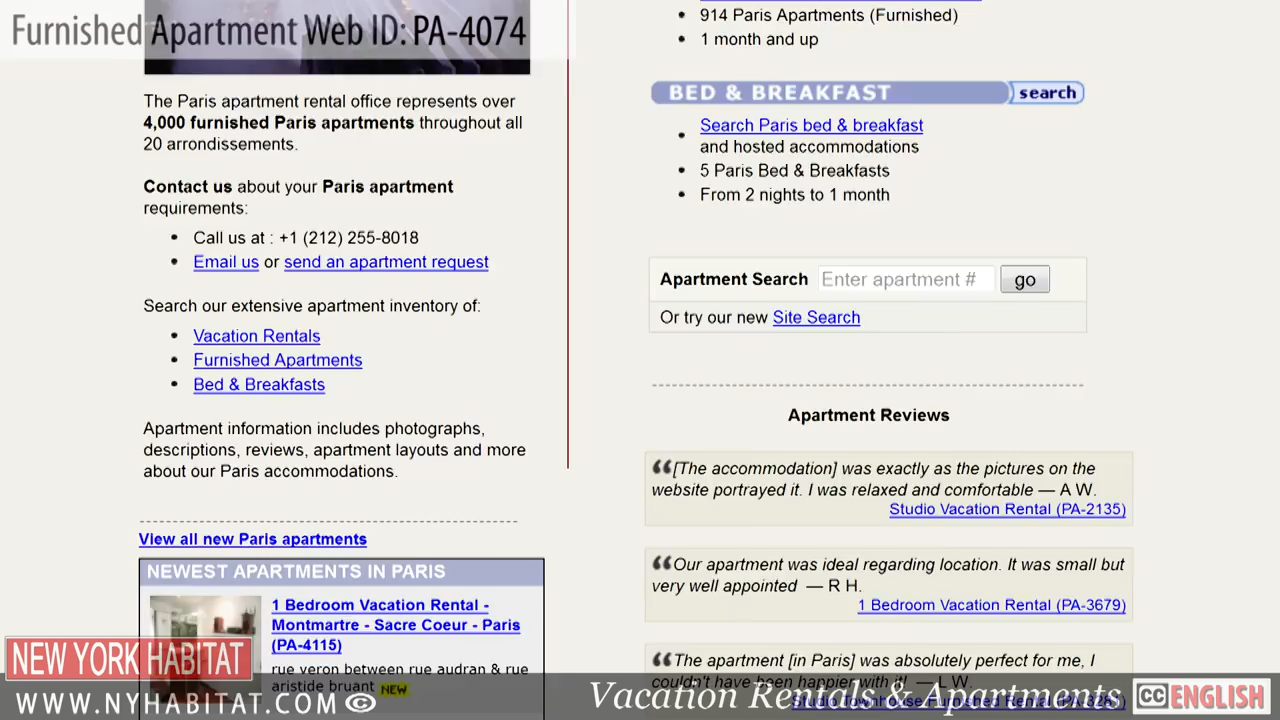 Furnished Apartment Web ID: PA-4074
The Paris apartment rental office represents over
4,000 furnished Paris apartments throughout all
20 arrondissements.
Contact us about your Paris apartment
requirements:
• Call us at : +1 (212) 255-8018
• Email us or send an apartment request
Search our extensive apartment inventory of:
• Vacation Rentals
• Furnished Apartments
• Bed & Breakfasts
Apartment information includes photographs,
descriptions, reviews, apartment layouts and more
about our Paris accommodations.
View all new Paris apartments
NEWEST APARTMENTS IN PARIS
1 Bedroom Vacation Rental -
Montmartre - Sacre Coeur - Paris
(PA-4115)
rue veron between rue audran & rue
aristide bruant NEW
• 914 Paris Apartments (Furnished)
• 1 month and up
BED & BREAKFAST search
• Search Paris bed & breakfast
and hosted accommodations
• 5 Paris Bed & Breakfasts
• From 2 nights to 1 month
Apartment Search Enter apartment # go
Or try our new Site Search
Apartment Reviews
“[The accommodation] was exactly as the pictures on the
website portrayed it. I was relaxed and comfortable — A W.
Studio Vacation Rental (PA-2135)
“Our apartment was ideal regarding location. It was small but
very well appointed — R H.
1 Bedroom Vacation Rental (PA-3679)
“The apartment [in Paris] was absolutely perfect for me, I
couldn't have been happier with it! — L W.
Studio Townhouse Furnished Rental
NEW YORK HABITAT
WWW.NYHABITAT.COM ©
Vacation Rentals & Apartments
CC ENGLISH